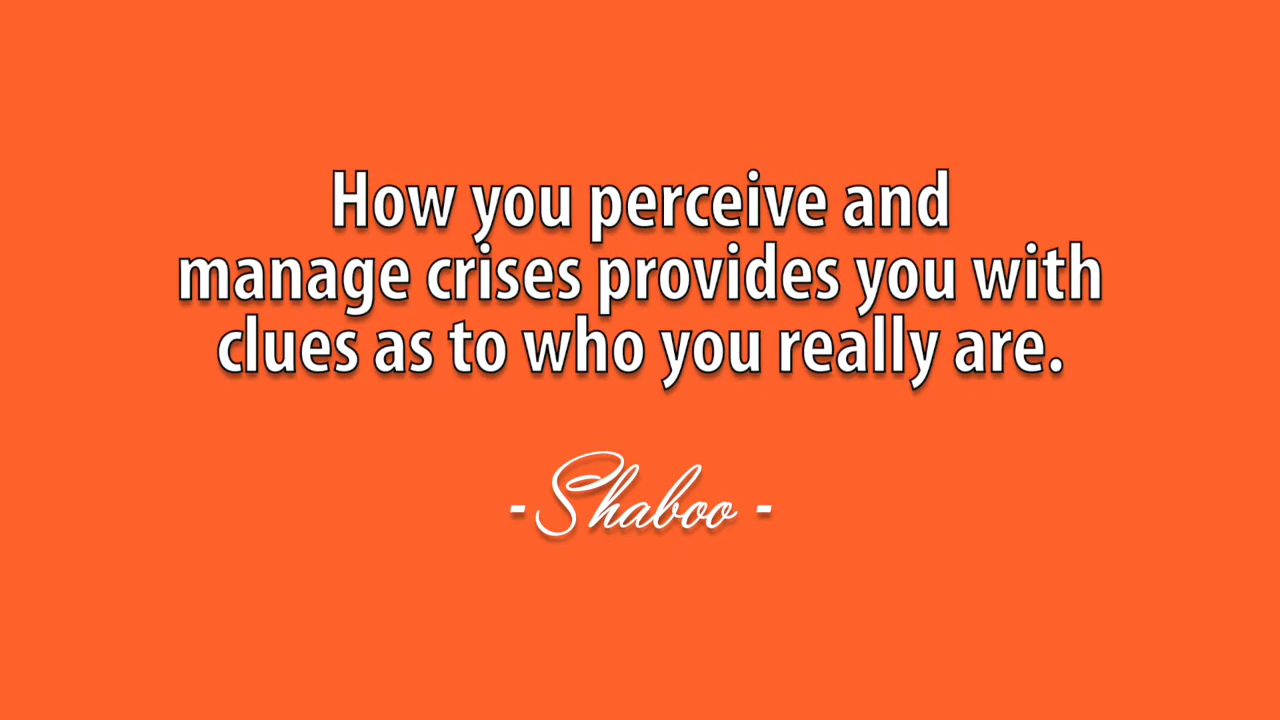 How you perceive and
manage crises provides you with
clues as to who you really are.
- Shaboo -